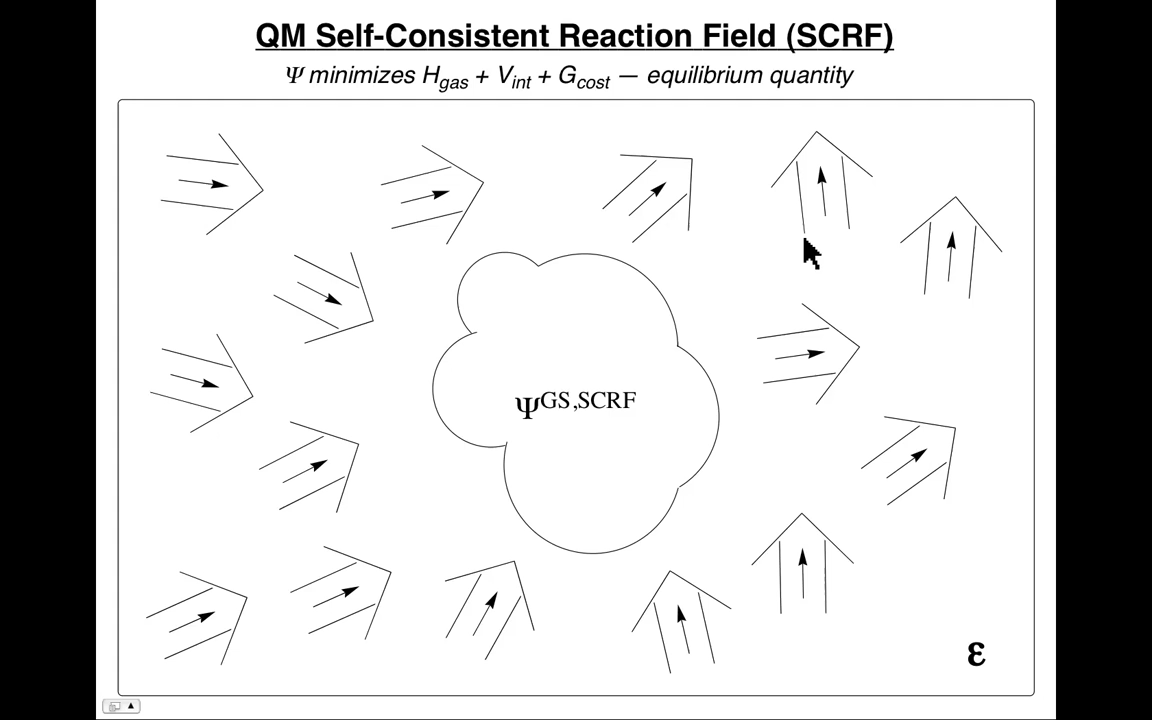 QM Self-Consistent Reaction Field (SCRF)
Ψ minimizes Hgas + Vint + Gcost — equilibrium quantity
ΨGS,SCRF
ε